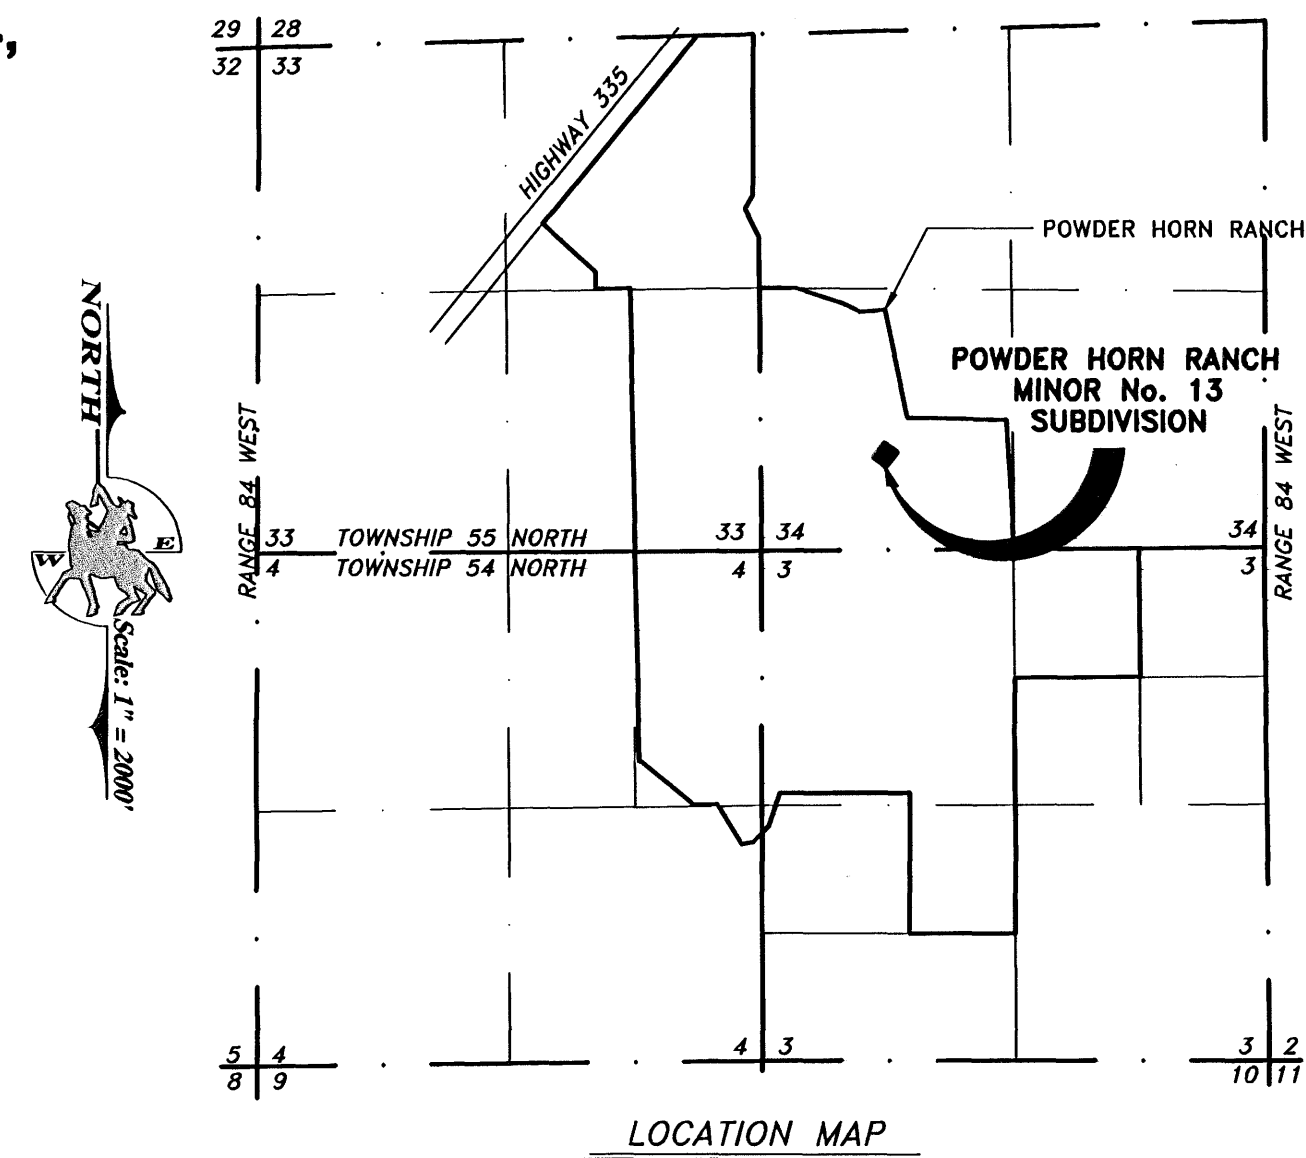 29 28
32 33
HIGHWAY 335
POWDER HORN RANCH
NORTH
POWDER HORN RANCH
MINOR No. 13
SUBDIVISION
RANGE 84 WEST
RANGE 84 WEST
33 TOWNSHIP 55 NORTH 33 34 34
4 TOWNSHIP 54 NORTH 4 3 3
W E
Scale: 1" = 2000'
5 4 4 3 3 2
8 9 10 11
LOCATION MAP